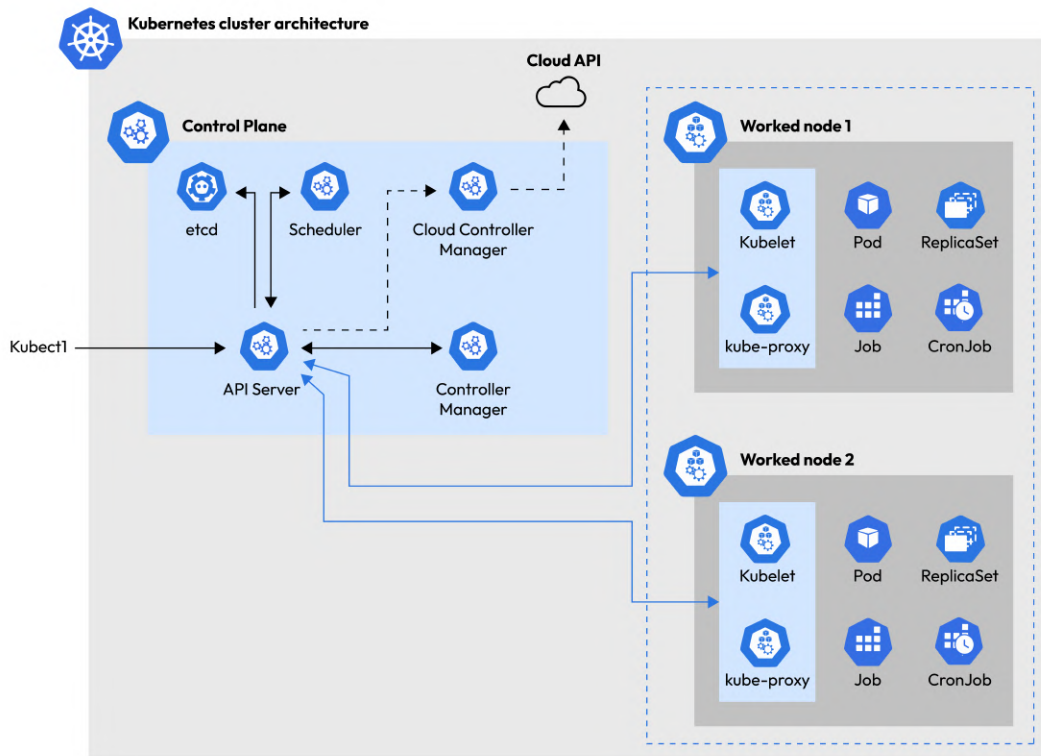 Kubernetes cluster architecture
Cloud API
Control Plane
etcd
Scheduler
Cloud Controller
Manager
Kubect1
API Server
Controller
Manager
Worked node 1
Kubelet
Pod
ReplicaSet
kube-proxy
Job
CronJob
Worked node 2
Kubelet
Pod
ReplicaSet
kube-proxy
Job
CronJob